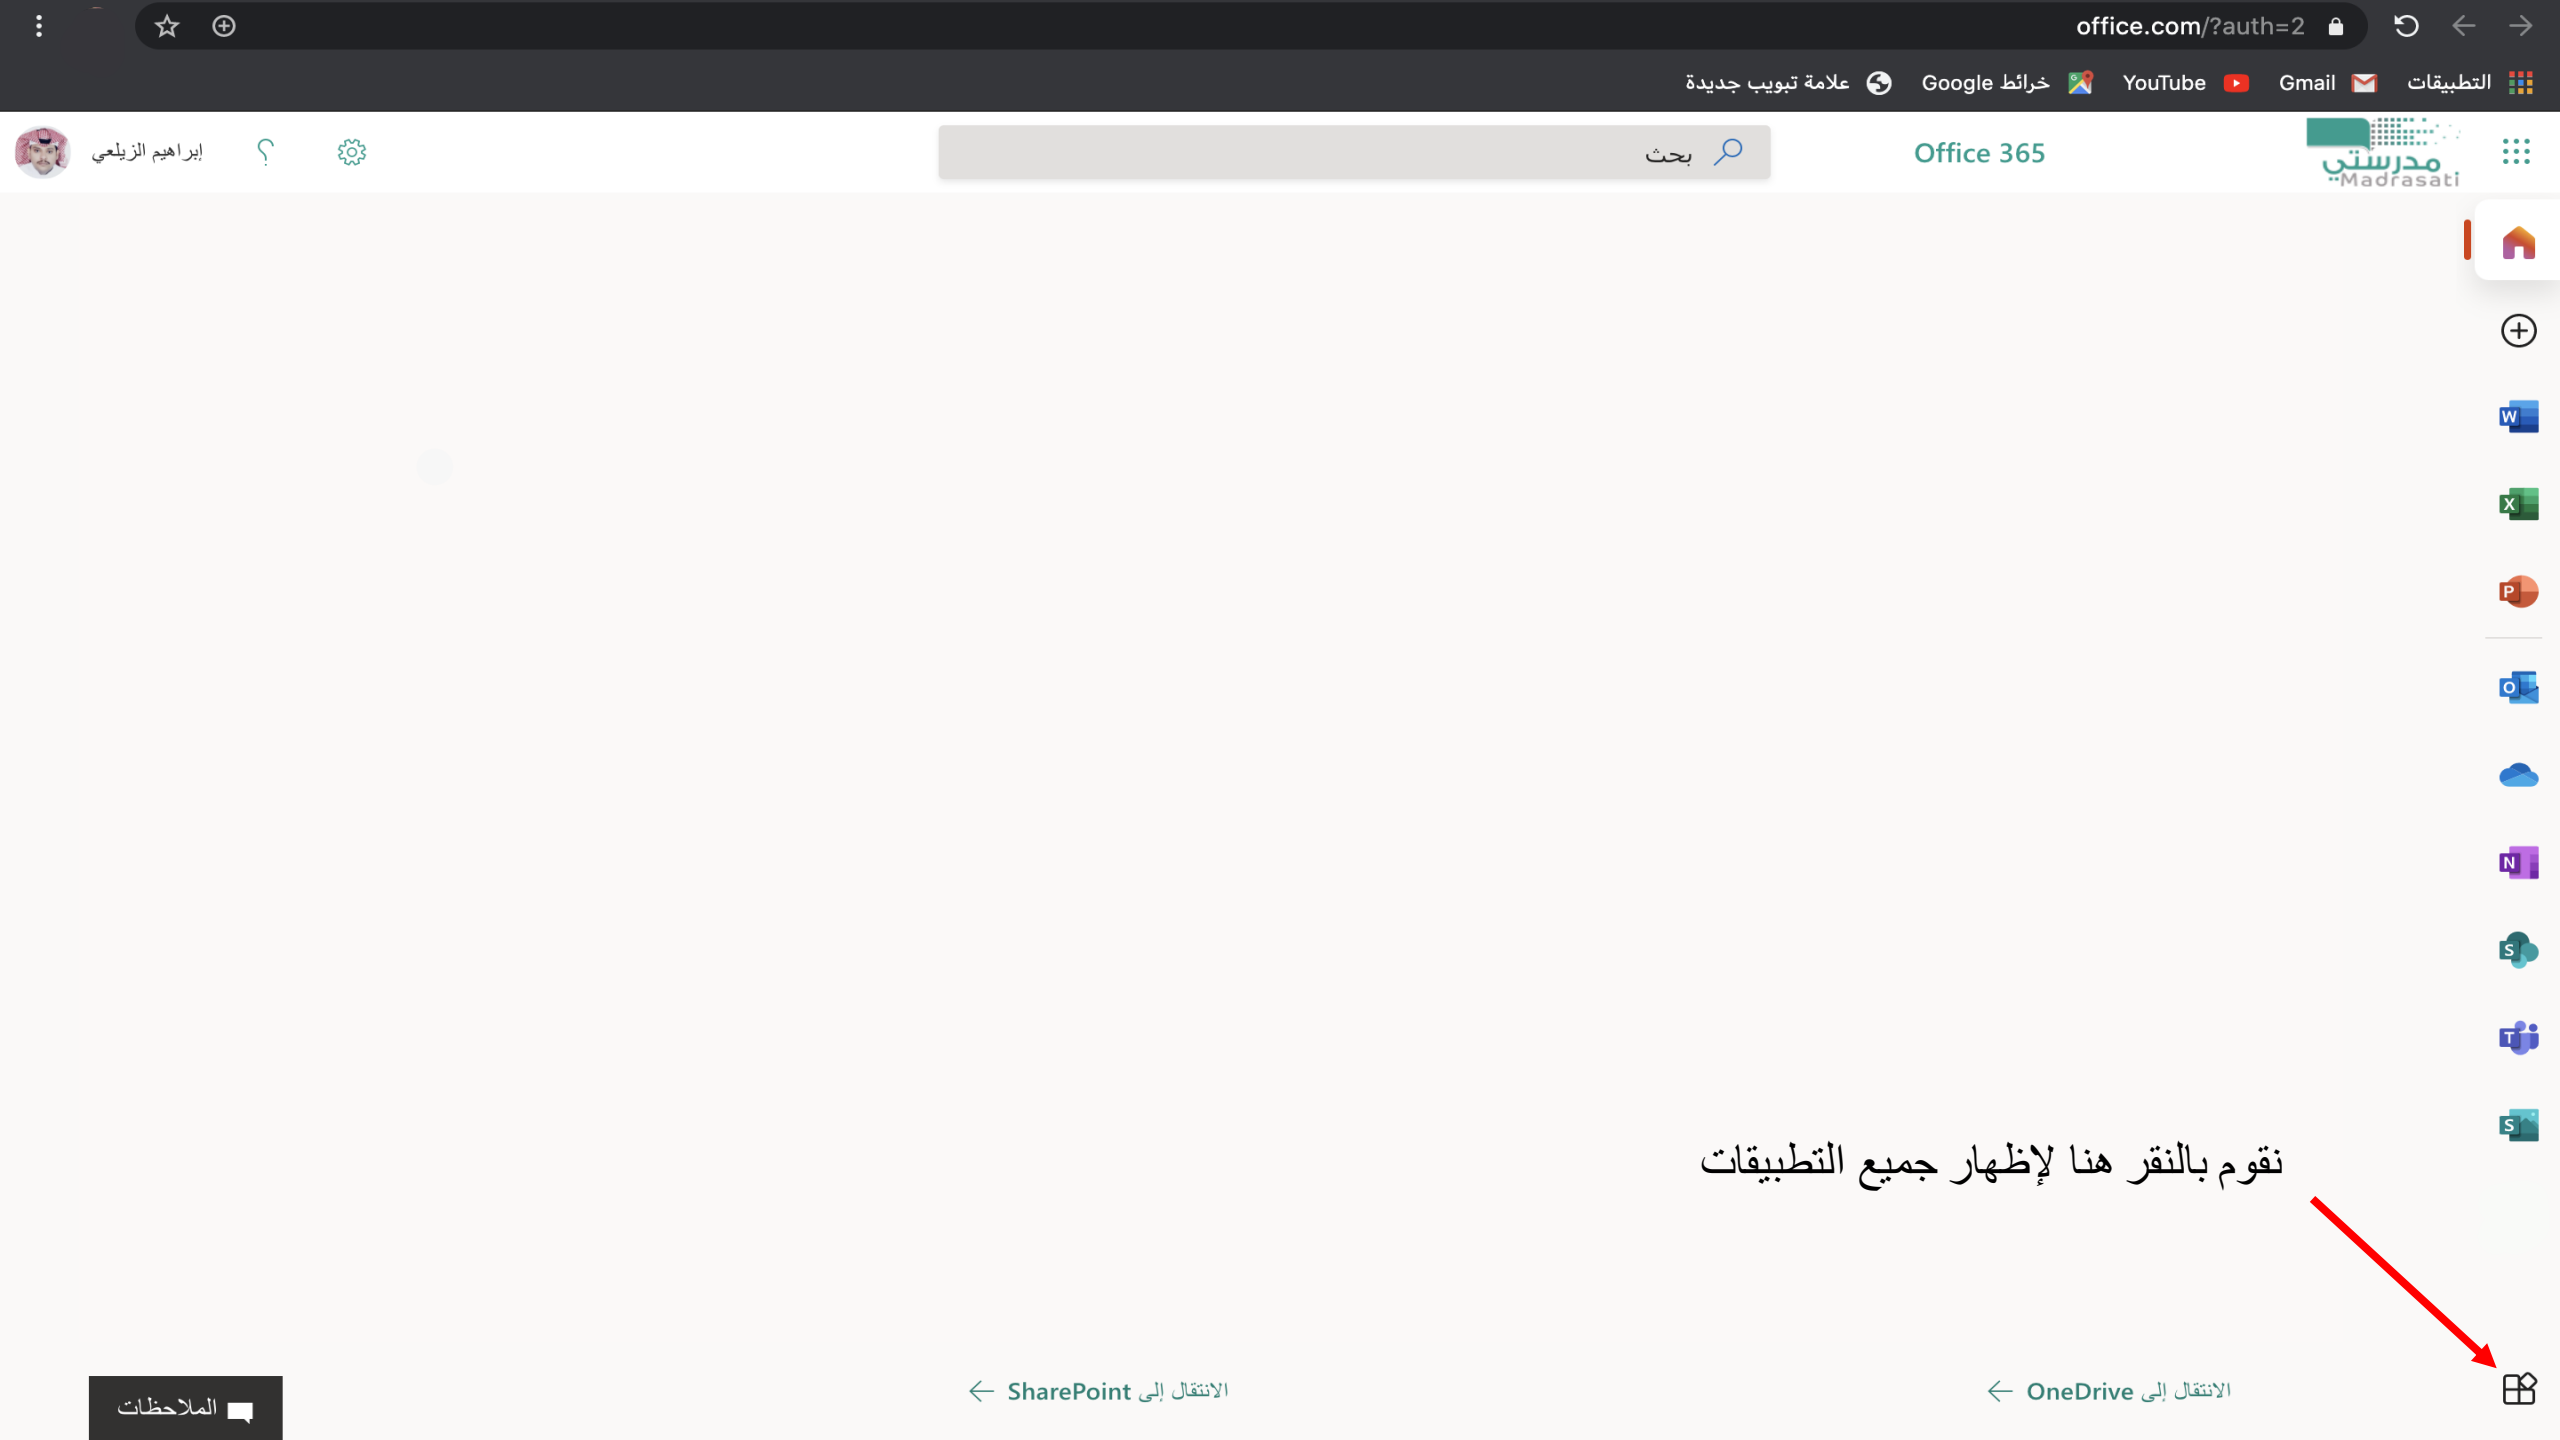 office.com/?auth=2
التطبيقات
Gmail
YouTube
خرائط Google
علامة تبويب جديدة
مدرستي
Madrasati
Office 365
بحث
؟
إبراهيم الزيلعي
W
X
P
O
N
S
T
S
نقوم بالنقر هنا لإظهار جميع التطبيقات
الانتقال إلى OneDrive
الانتقال إلى SharePoint
الملاحظات